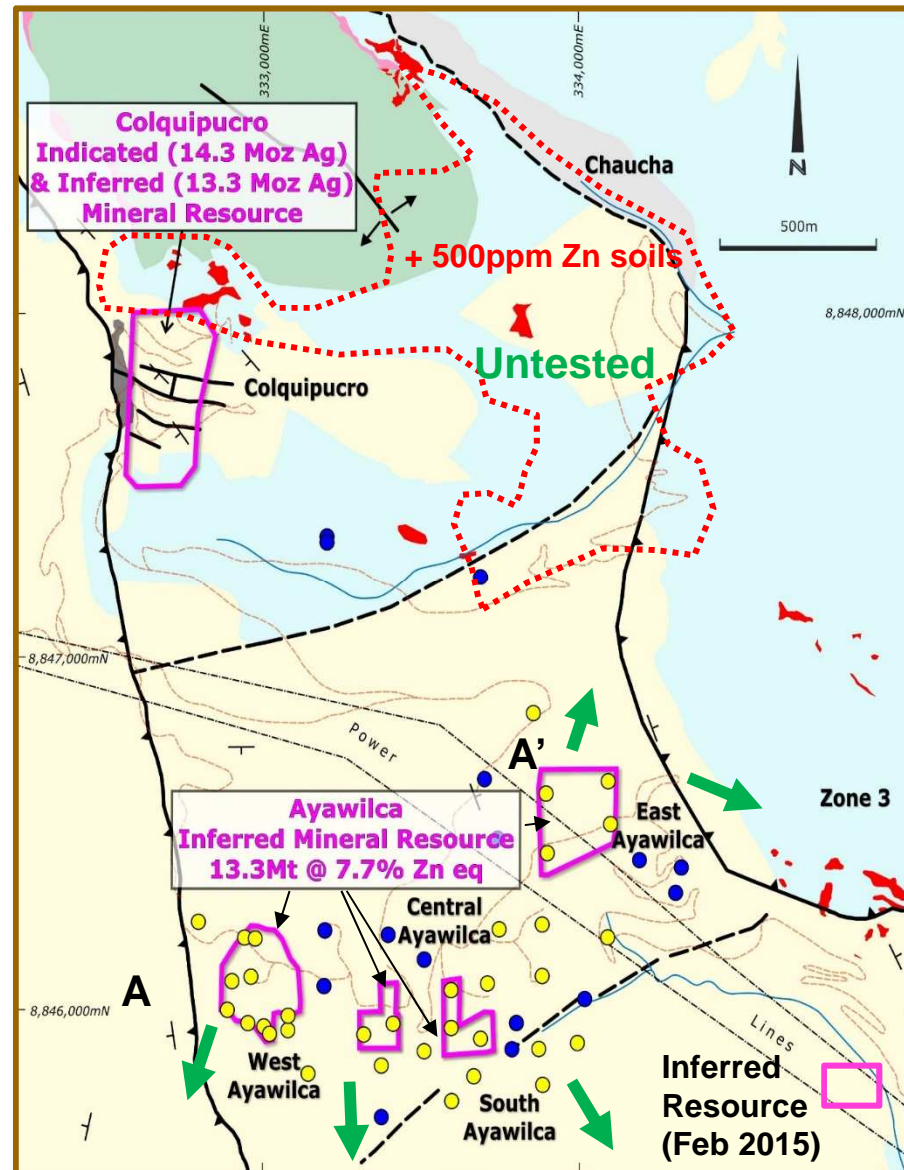 333,000mE
334,000mE
Colquipucro
Indicated (14.3 Moz Ag)
& Inferred (13.3 Moz Ag)
Mineral Resource
Chaucha
N
500m
+ 500ppm Zn soils
8,848,000mN
Untested
Colquipucro
8,847,000mN
Power
A’
Zone 3
East
Ayawilca
Ayawilca
Inferred Mineral Resource
13.3Mt @ 7.7% Zn eq
Central
Ayawilca
A
8,846,000mN
Lines
West
Ayawilca
South
Ayawilca
Inferred
Resource
(Feb 2015)